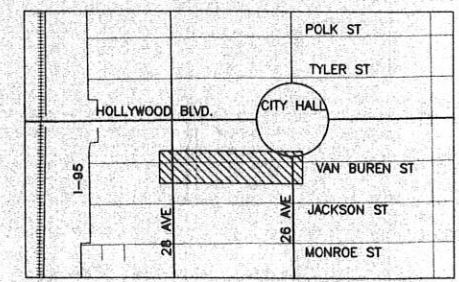 POLK ST
TYLER ST
HOLLYWOOD BLVD.
CITY HALL
I-95
VAN BUREN ST
28 AVE
26 AVE
JACKSON ST
MONROE ST